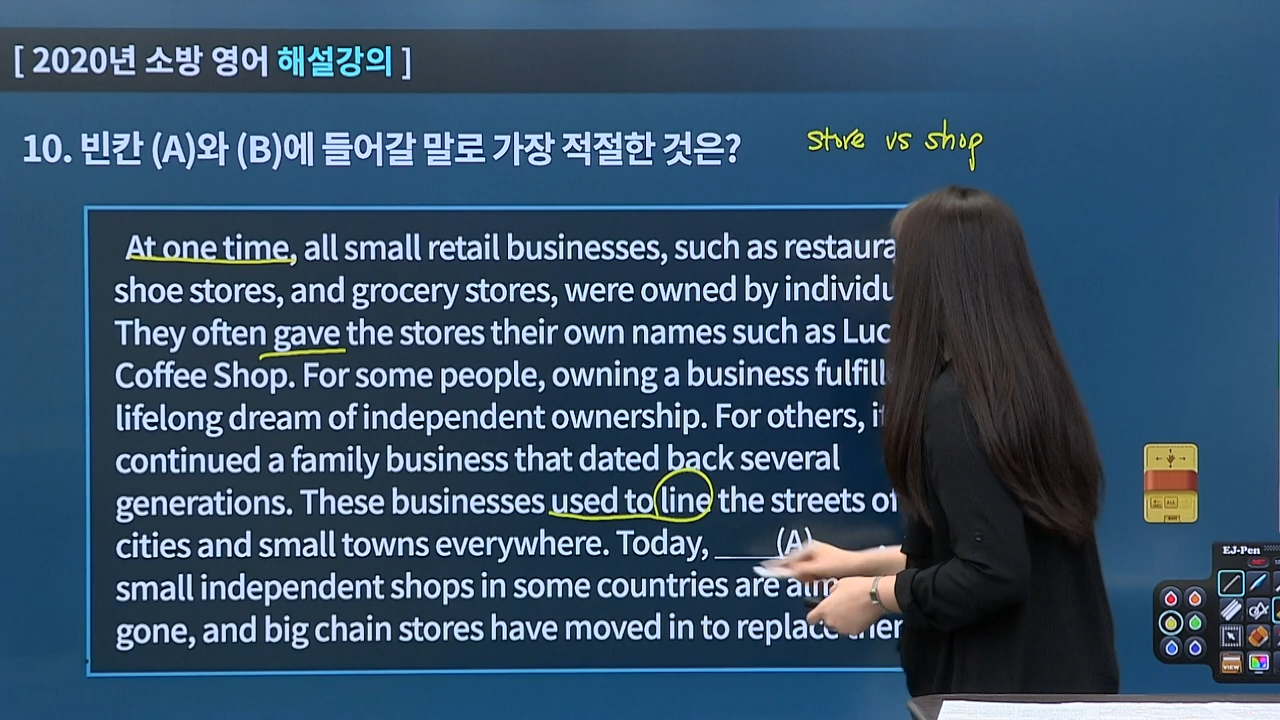 [ 2020년 소방 영어 해설강의 ]
10. 빈칸 (A)와 (B)에 들어갈 말로 가장 적절한 것은?
store vs shop
At one time, all small retail businesses, such as
shoe stores, and grocery stores, were owned by
They often gave the stores their own names such as
Coffee Shop. For some people, owning a business
lifelong dream of independent ownership. For others,
continued a family business that dated back several
generations. These businesses used to line the streets of
cities and small towns everywhere. Today, ____(A)
small independent shops in some countries are
gone, and big chain stores have moved in to replace
EJ-Pen
VIEW